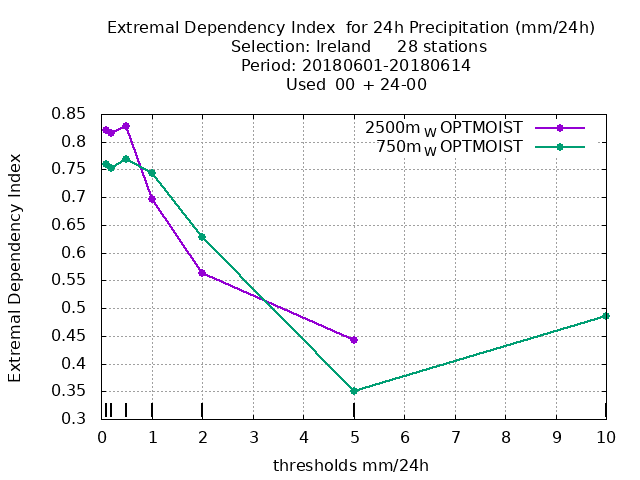 Extremal Dependency Index  for 24h Precipitation (mm/24h)
Selection: Ireland     28 stations
Period: 20180601-20180614
Used  00  + 24-00
Extremal Dependency Index
0.85
0.8
0.75
0.7
0.65
0.6
0.55
0.5
0.45
0.4
0.35
0.3
2500m W OPTMOIST
750m W OPTMOIST
0 1 2 3 4 5 6 7 8 9 10
thresholds mm/24h